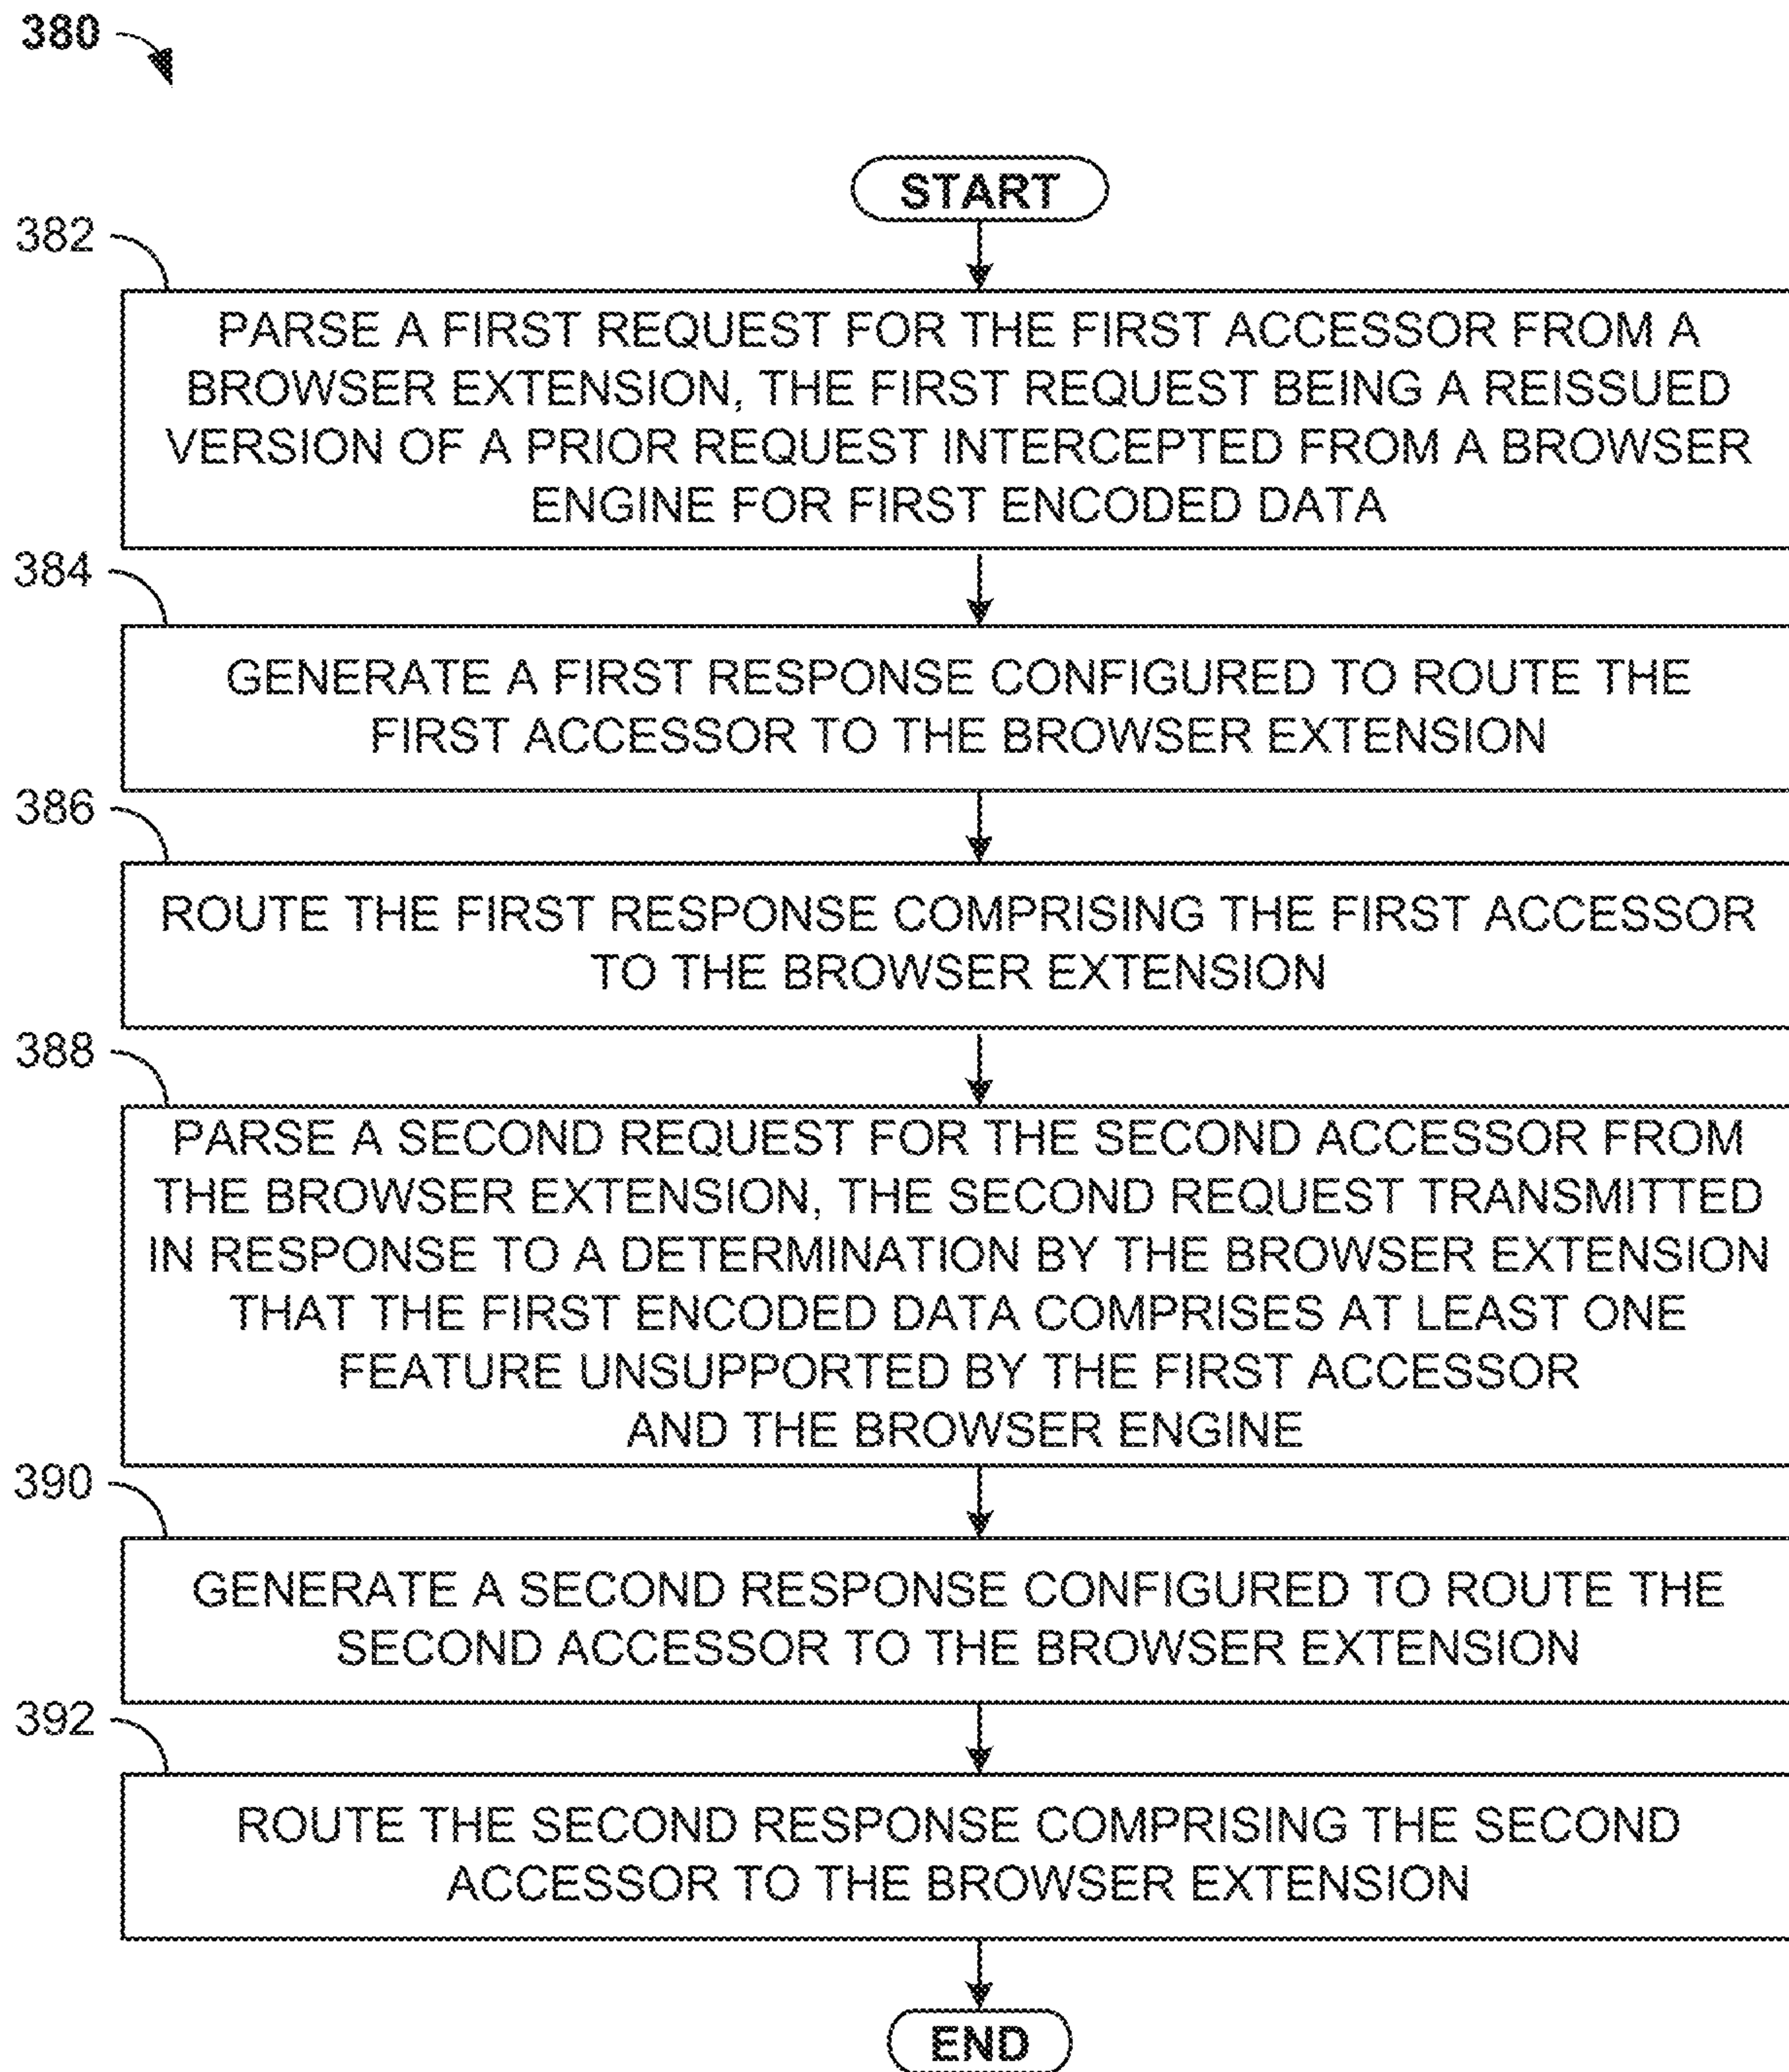 380
START
382
PARSE A FIRST REQUEST FOR THE FIRST ACCESSOR FROM A
BROWSER EXTENSION, THE FIRST REQUEST BEING A REISSUED
VERSION OF A PRIOR REQUEST INTERCEPTED FROM A BROWSER
ENGINE FOR FIRST ENCODED DATA
384
GENERATE A FIRST RESPONSE CONFIGURED TO ROUTE THE
FIRST ACCESSOR TO THE BROWSER EXTENSION
386
ROUTE THE FIRST RESPONSE COMPRISING THE FIRST ACCESSOR
TO THE BROWSER EXTENSION
388
PARSE A SECOND REQUEST FOR THE SECOND ACCESSOR FROM
THE BROWSER EXTENSION, THE SECOND REQUEST TRANSMITTED
IN RESPONSE TO A DETERMINATION BY THE BROWSER EXTENSION
THAT THE FIRST ENCODED DATA COMPRISES AT LEAST ONE
FEATURE UNSUPPORTED BY THE FIRST ACCESSOR
AND THE BROWSER ENGINE
390
GENERATE A SECOND RESPONSE CONFIGURED TO ROUTE THE
SECOND ACCESSOR TO THE BROWSER EXTENSION
392
ROUTE THE SECOND RESPONSE COMPRISING THE SECOND
ACCESSOR TO THE BROWSER EXTENSION
END